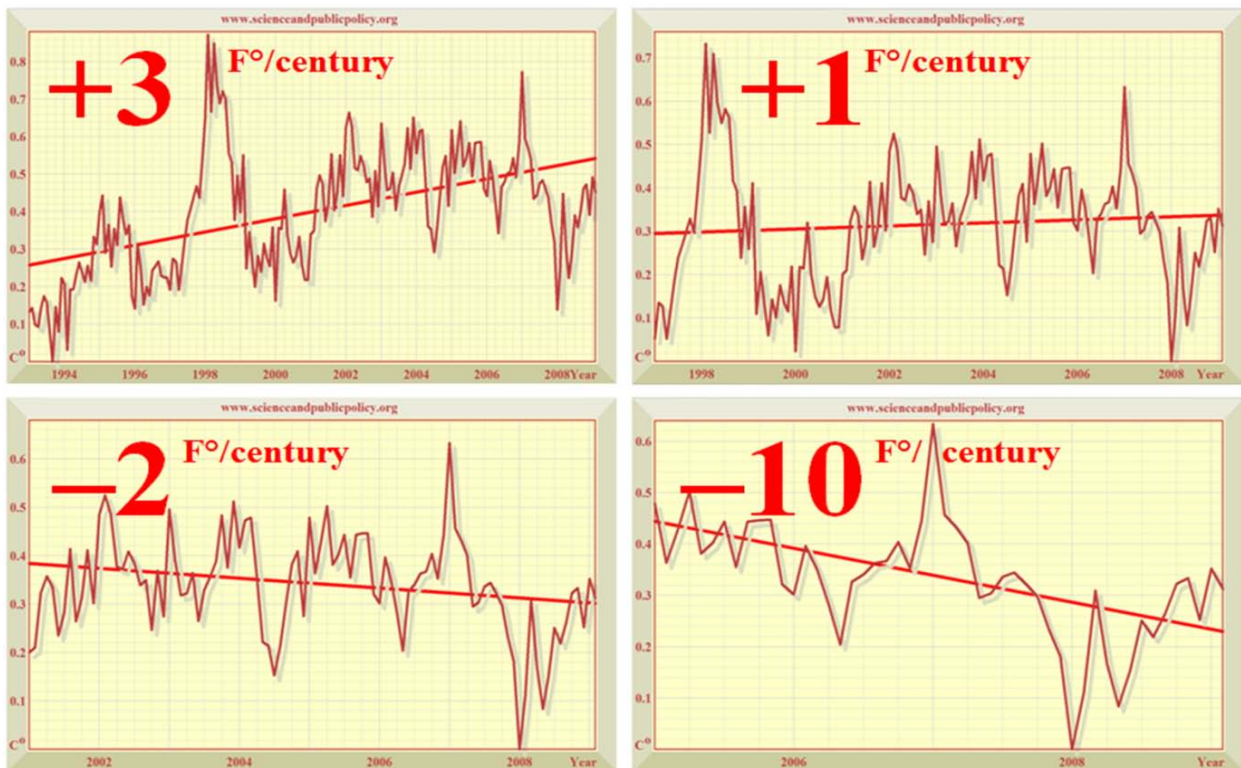 www.scienceandpublicpolicy.org
+3 F°/century
0.8
0.7
0.6
0.5
0.4
0.3
0.2
0.1
C°
1994 1996 1998 2000 2002 2004 2006 2008Year
www.scienceandpublicpolicy.org
+1 F°/century
0.7
0.6
0.5
0.4
0.3
0.2
0.1
C°
1998 2000 2002 2004 2006 2008 Year
www.scienceandpublicpolicy.org
−2 F°/century
0.6
0.5
0.4
0.3
0.2
0.1
C°
2002 2004 2006 2008 Year
www.scienceandpublicpolicy.org
−10 F°/ century
0.6
0.5
0.4
0.3
0.2
0.1
C°
2006 2008 Year